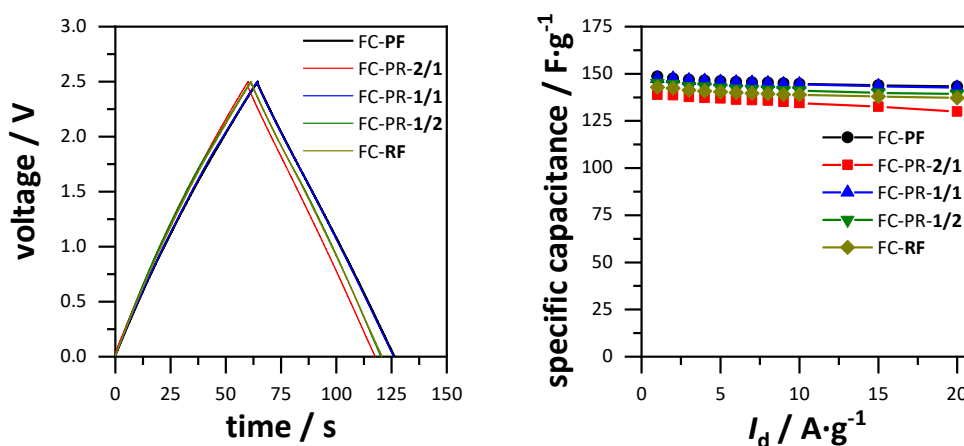 3.0
2.5
2.0
1.5
1.0
0.5
0.0
voltage / V
0
25
50
75
100
125
150
time / s
FC-PF
FC-PR-2/1
FC-PR-1/1
FC-PR-1/2
FC-RF
175
150
125
100
75
50
25
0
specific capacitance / F·g⁻¹
0
5
10
15
20
I_d / A·g⁻¹
FC-PF
FC-PR-2/1
FC-PR-1/1
FC-PR-1/2
FC-RF